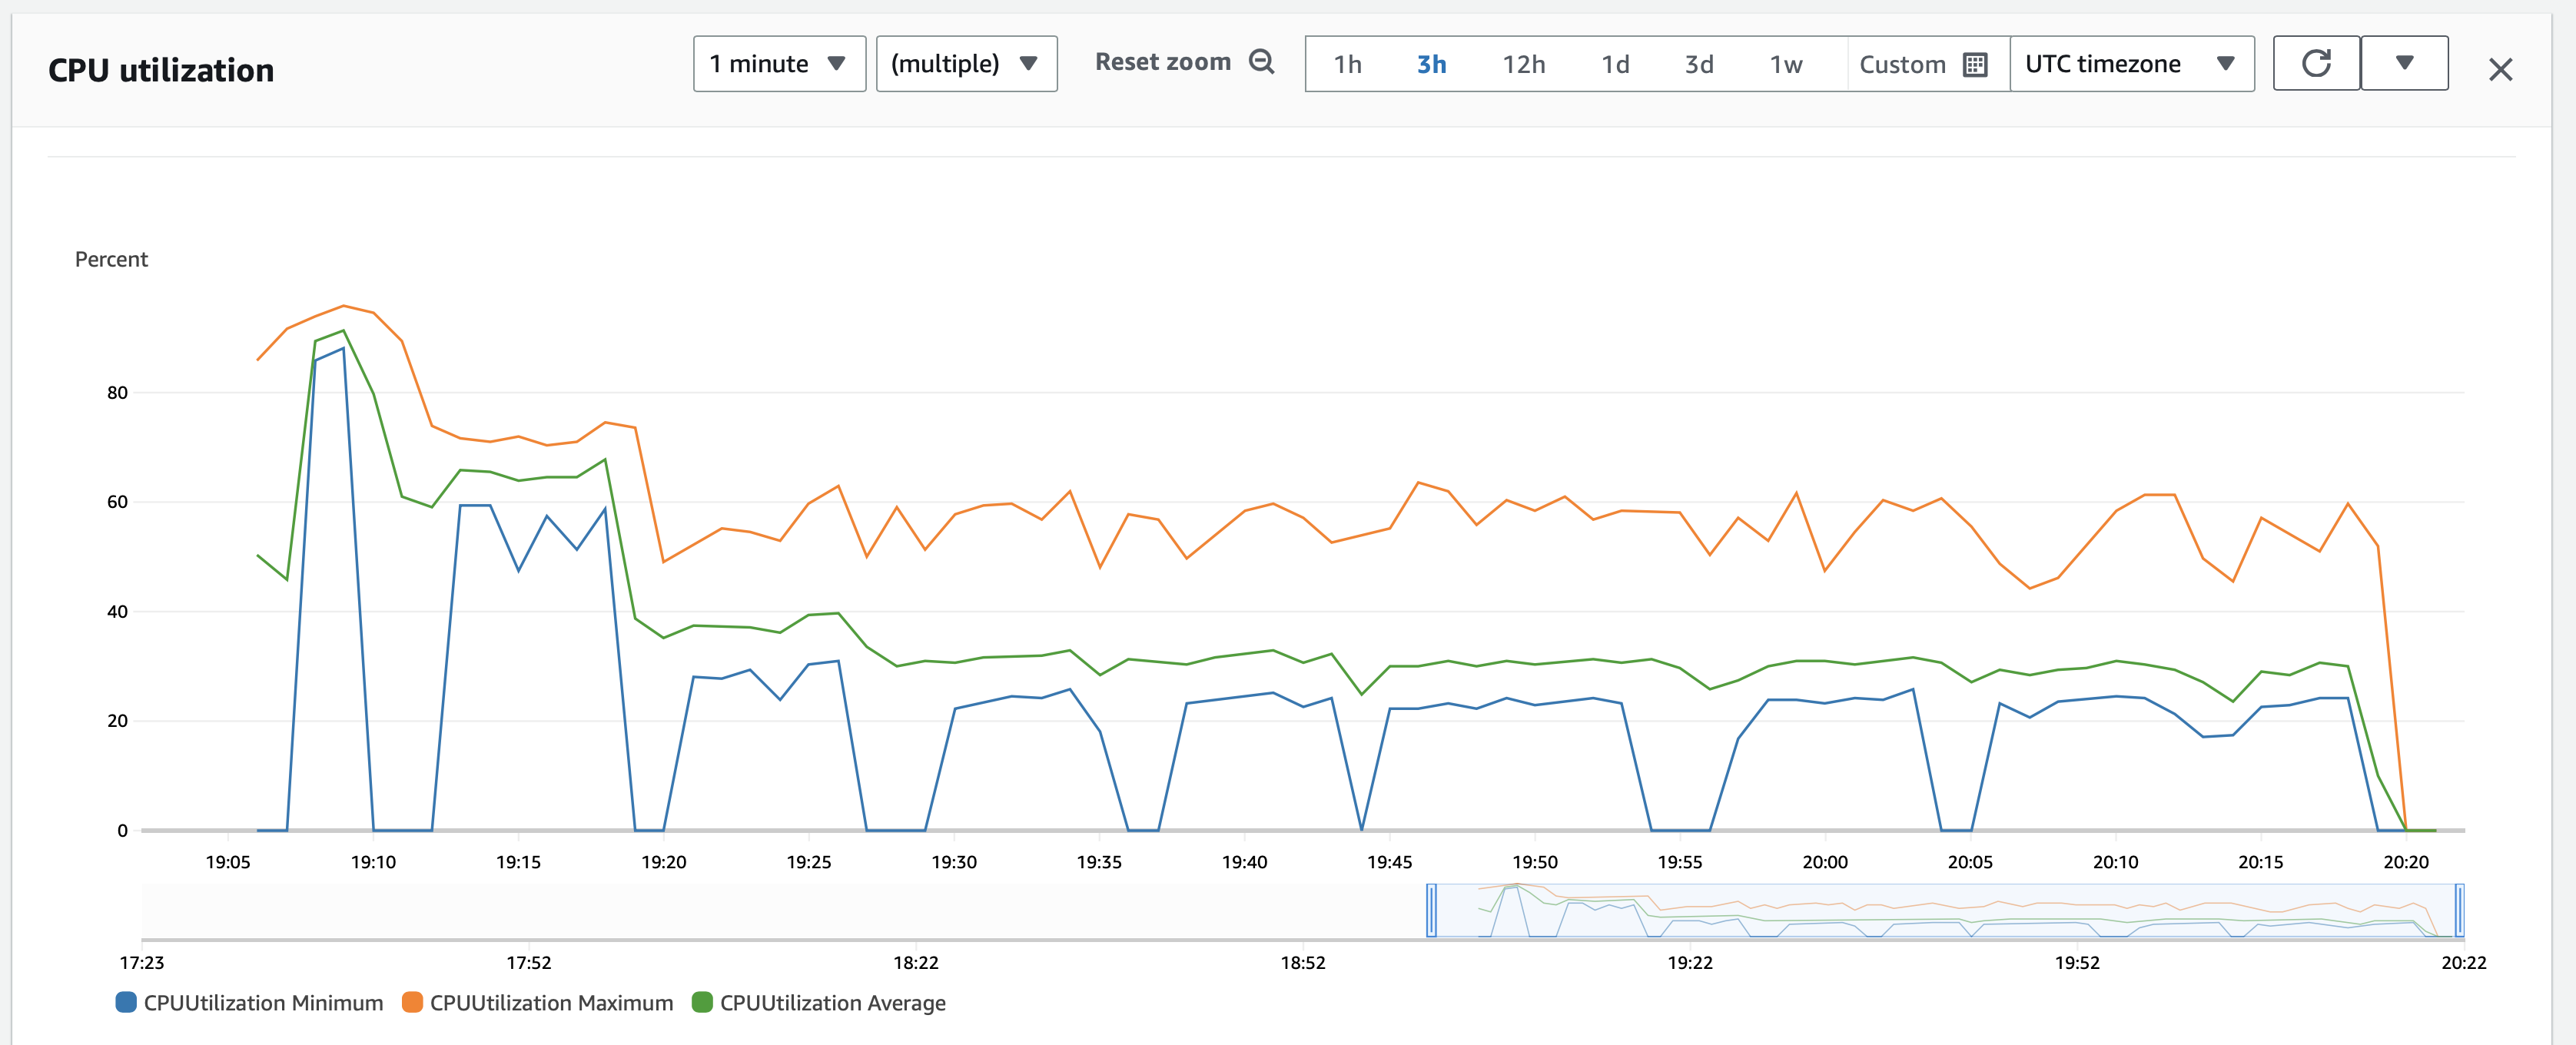 CPU utilization 1 minute (multiple) Reset zoom 1h 3h 12h 1d 3d 1w Custom UTC timezone
Percent
80
60
40
20
0
19:05 19:10 19:15 19:20 19:25 19:30 19:35 19:40 19:45 19:50 19:55 20:00 20:05 20:10 20:15 20:20
17:23 17:52 18:22 18:52 19:22 19:52 20:22
CPUUtilization Minimum CPUUtilization Maximum CPUUtilization Average